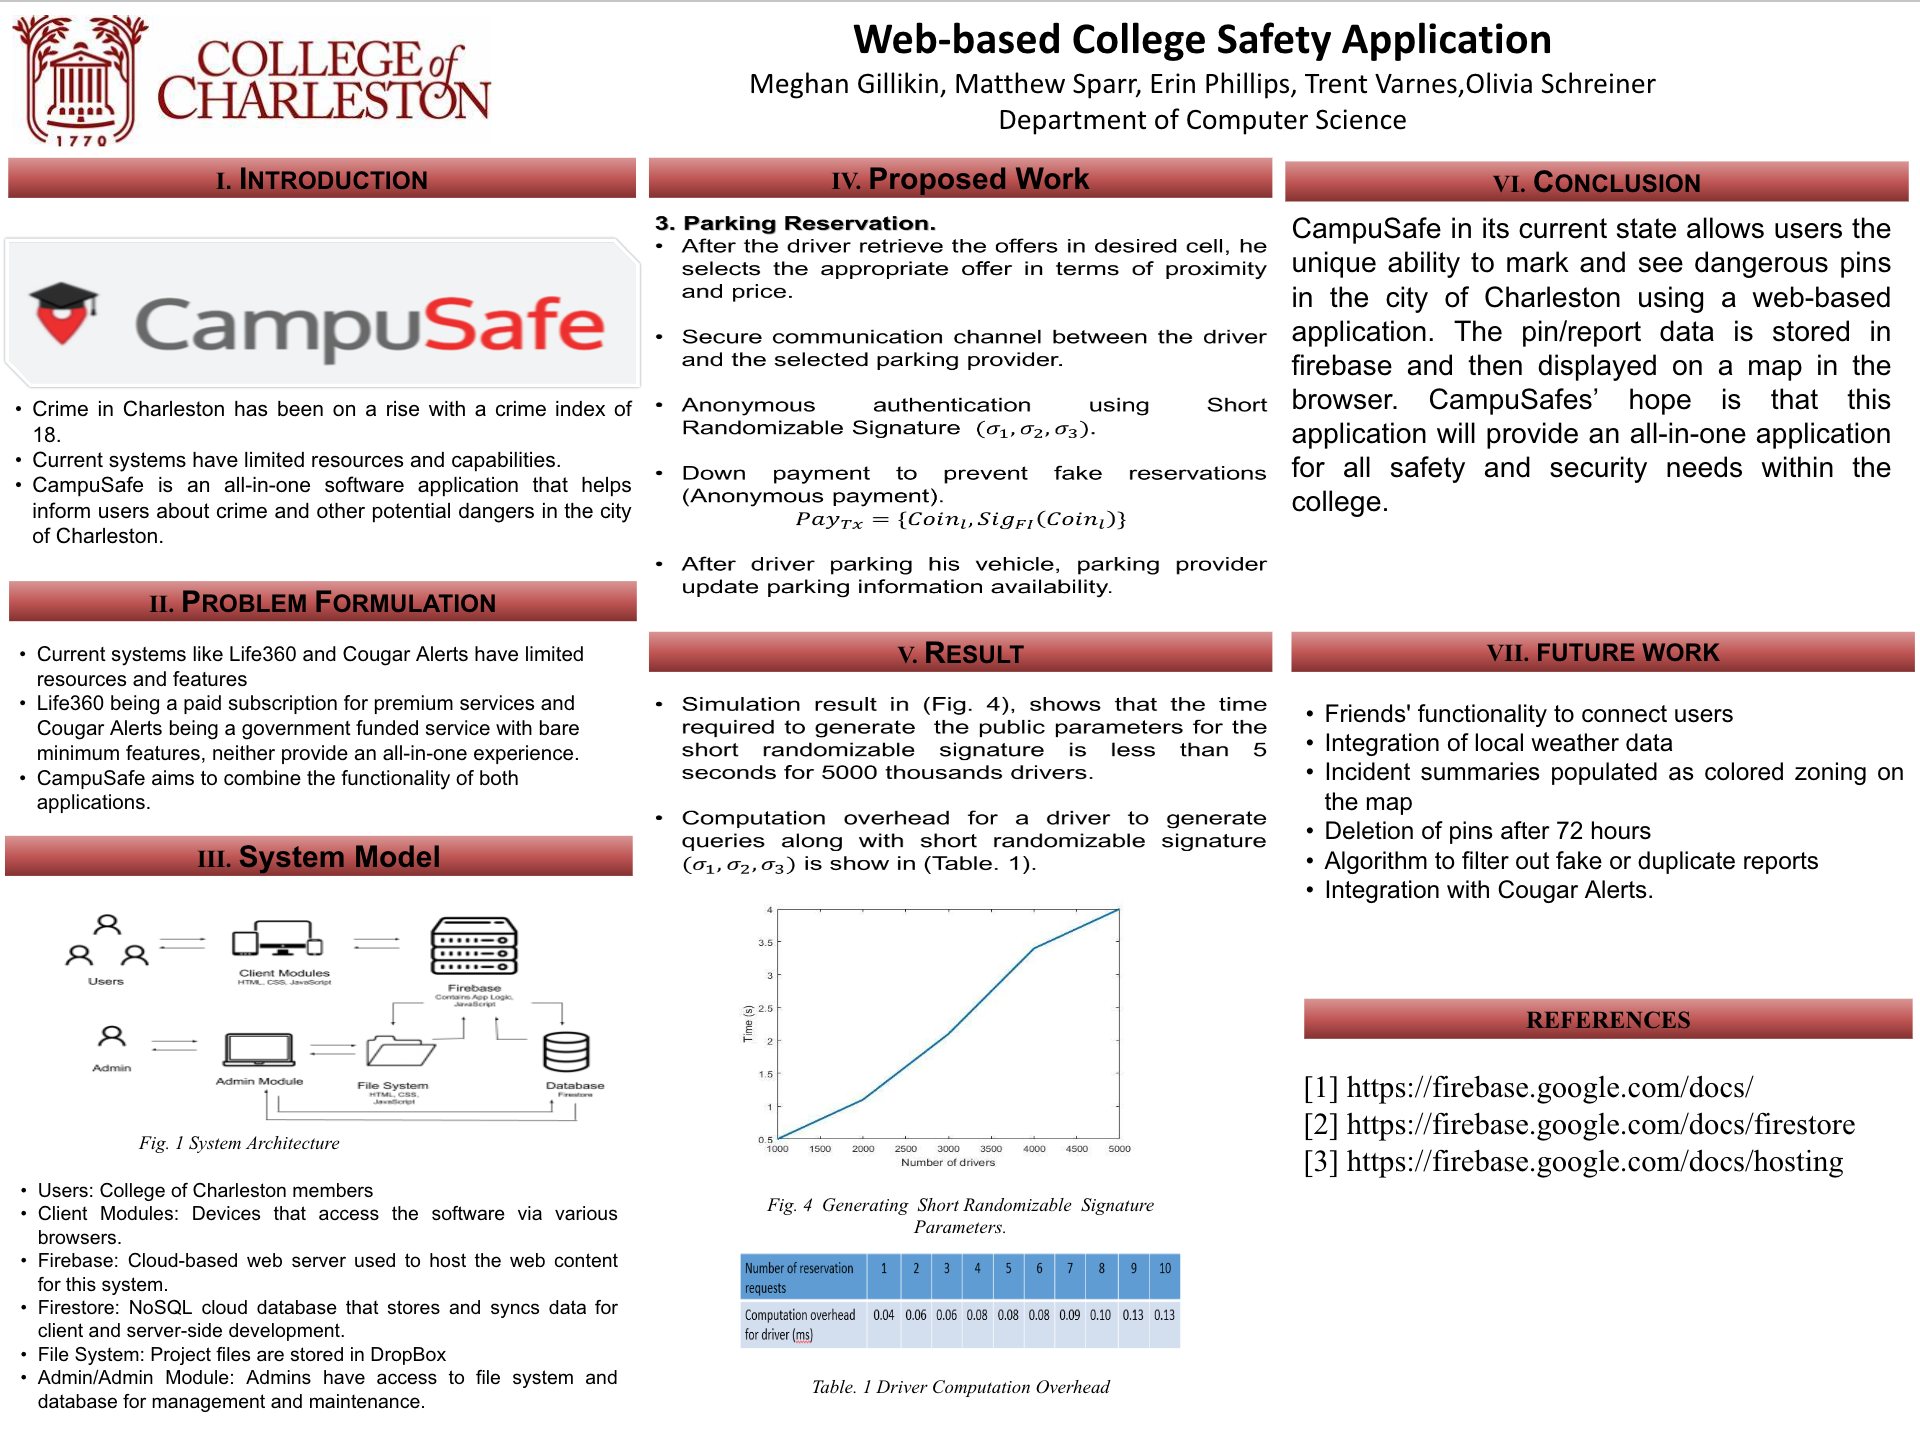 COLLEGE of
CHARLESTON
1770
Web-based College Safety Application
Meghan Gillikin, Matthew Sparr, Erin Phillips, Trent Varnes,Olivia Schreiner
Department of Computer Science
I. INTRODUCTION
CampuSafe
• Crime in Charleston has been on a rise with a crime index of
18.
• Current systems have limited resources and capabilities.
• CampuSafe is an all-in-one software application that helps
inform users about crime and other potential dangers in the city
of Charleston.
II. PROBLEM FORMULATION
• Current systems like Life360 and Cougar Alerts have limited
resources and features
• Life360 being a paid subscription for premium services and
Cougar Alerts being a government funded service with bare
minimum features, neither provide an all-in-one experience.
• CampuSafe aims to combine the functionality of both
applications.
III. System Model
Users
Client Modules
HTML, CSS, JavaScript
Firebase
Contains App Logic,
JavaScript
Admin
Admin Module
File System
HTML, CSS,
JavaScript
Database
Firestore
Fig. 1 System Architecture
• Users: College of Charleston members
• Client Modules: Devices that access the software via various
browsers.
• Firebase: Cloud-based web server used to host the web content
for this system.
• Firestore: NoSQL cloud database that stores and syncs data for
client and server-side development.
• File System: Project files are stored in DropBox
• Admin/Admin Module: Admins have access to file system and
database for management and maintenance.
IV. Proposed Work
3. Parking Reservation.
• After the driver retrieve the offers in desired cell, he
selects the appropriate offer in terms of proximity
and price.
• Secure communication channel between the driver
and the selected parking provider.
• Anonymous authentication using Short
Randomizable Signature (σ₁, σ₂, σ₃).
• Down payment to prevent fake reservations
(Anonymous payment).
Pay_Tx = {Coin_l, Sig_FI(Coin_l)}
• After driver parking his vehicle, parking provider
update parking information availability.
V. RESULT
• Simulation result in (Fig. 4), shows that the time
required to generate the public parameters for the
short randomizable signature is less than 5
seconds for 5000 thousands drivers.
• Computation overhead for a driver to generate
queries along with short randomizable signature
(σ₁, σ₂, σ₃) is show in (Table. 1).
4
3.5
3
2.5
2
1.5
1
0.5
Time (s)
1000 1500 2000 2500 3000 3500 4000 4500 5000
Number of drivers
Fig. 4 Generating Short Randomizable Signature
Parameters.
Number of reservation requests 1 2 3 4 5 6 7 8 9 10
Computation overhead for driver (ms) 0.04 0.06 0.06 0.08 0.08 0.08 0.09 0.10 0.13 0.13
Table. 1 Driver Computation Overhead
VI. CONCLUSION
CampuSafe in its current state allows users the
unique ability to mark and see dangerous pins
in the city of Charleston using a web-based
application. The pin/report data is stored in
firebase and then displayed on a map in the
browser. CampuSafes’ hope is that this
application will provide an all-in-one application
for all safety and security needs within the
college.
VII. FUTURE WORK
• Friends' functionality to connect users
• Integration of local weather data
• Incident summaries populated as colored zoning on
the map
• Deletion of pins after 72 hours
• Algorithm to filter out fake or duplicate reports
• Integration with Cougar Alerts.
REFERENCES
[1] https://firebase.google.com/docs/
[2] https://firebase.google.com/docs/firestore
[3] https://firebase.google.com/docs/hosting